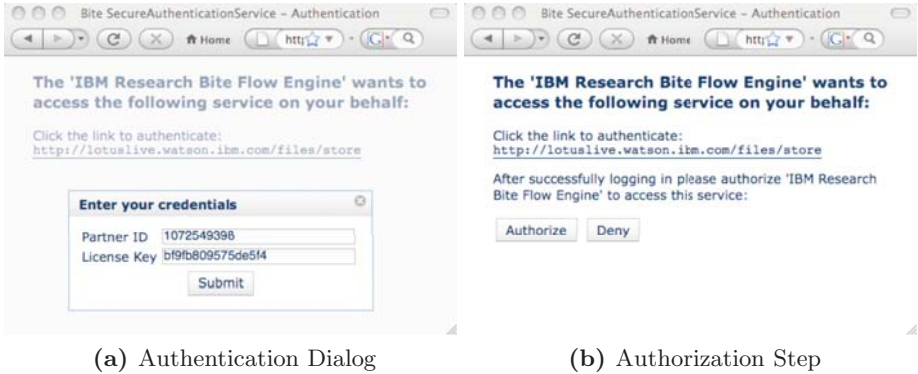 Bite SecureAuthenticationService – Authentication
Home http G
The 'IBM Research Bite Flow Engine' wants to
access the following service on your behalf:
Click the link to authenticate:
http://lotuslive.watson.ibm.com/files/store
Enter your credentials
Partner ID 1072549396
License Key bf9fb809575de5f4
Submit
(a) Authentication Dialog
Bite SecureAuthenticationService – Authentication
Home http G
The 'IBM Research Bite Flow Engine' wants to
access the following service on your behalf:
Click the link to authenticate:
http://lotuslive.watson.ibm.com/files/store
After successfully logging in please authorize 'IBM Research
Bite Flow Engine' to access this service:
Authorize Deny
(b) Authorization Step